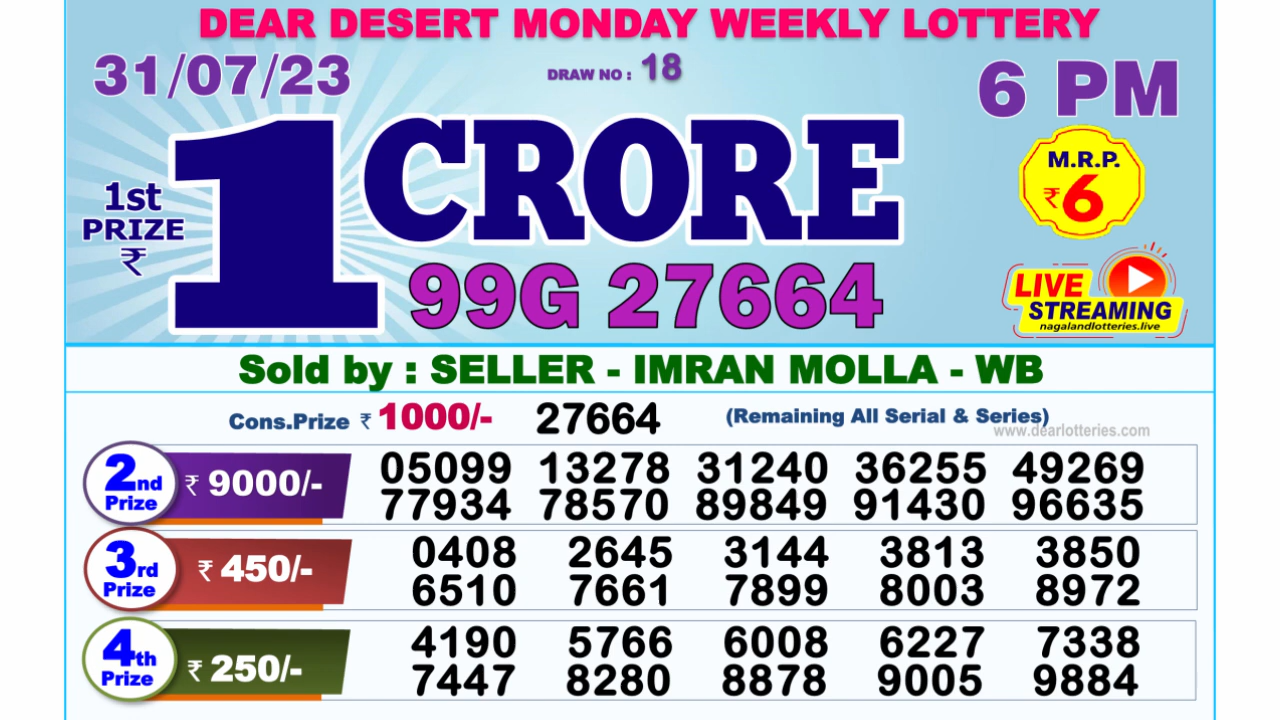 DEAR DESERT MONDAY WEEKLY LOTTERY
31/07/23
DRAW NO : 18
6 PM
1st
PRIZE
₹
1 CRORE
M.R.P.
₹6
99G 27664
LIVE
STREAMING
nagalandlotteries.live
Sold by : SELLER - IMRAN MOLLA - WB
Cons.Prize ₹ 1000/- 27664 (Remaining All Serial & Series)
www.dearlotteries.com
2nd Prize ₹ 9000/-
05099 13278 31240 36255 49269
77934 78570 89849 91430 96635
3rd Prize ₹ 450/-
0408 2645 3144 3813 3850
6510 7661 7899 8003 8972
4th Prize ₹ 250/-
4190 5766 6008 6227 7338
7447 8280 8878 9005 9884